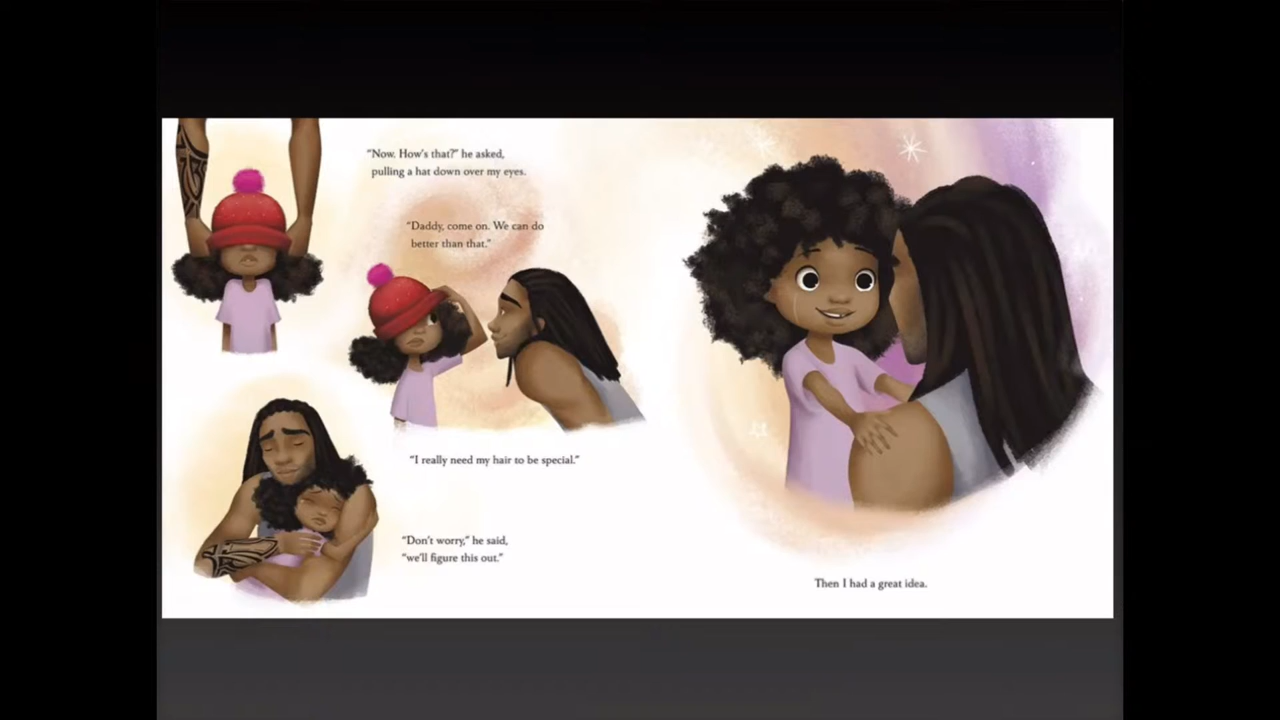 “Now. How’s that?” he asked,
pulling a hat down over my eyes.
“Daddy, come on. We can do
better than that.”
“I really need my hair to be special.”
“Don’t worry,” he said,
“we’ll figure this out.”
Then I had a great idea.